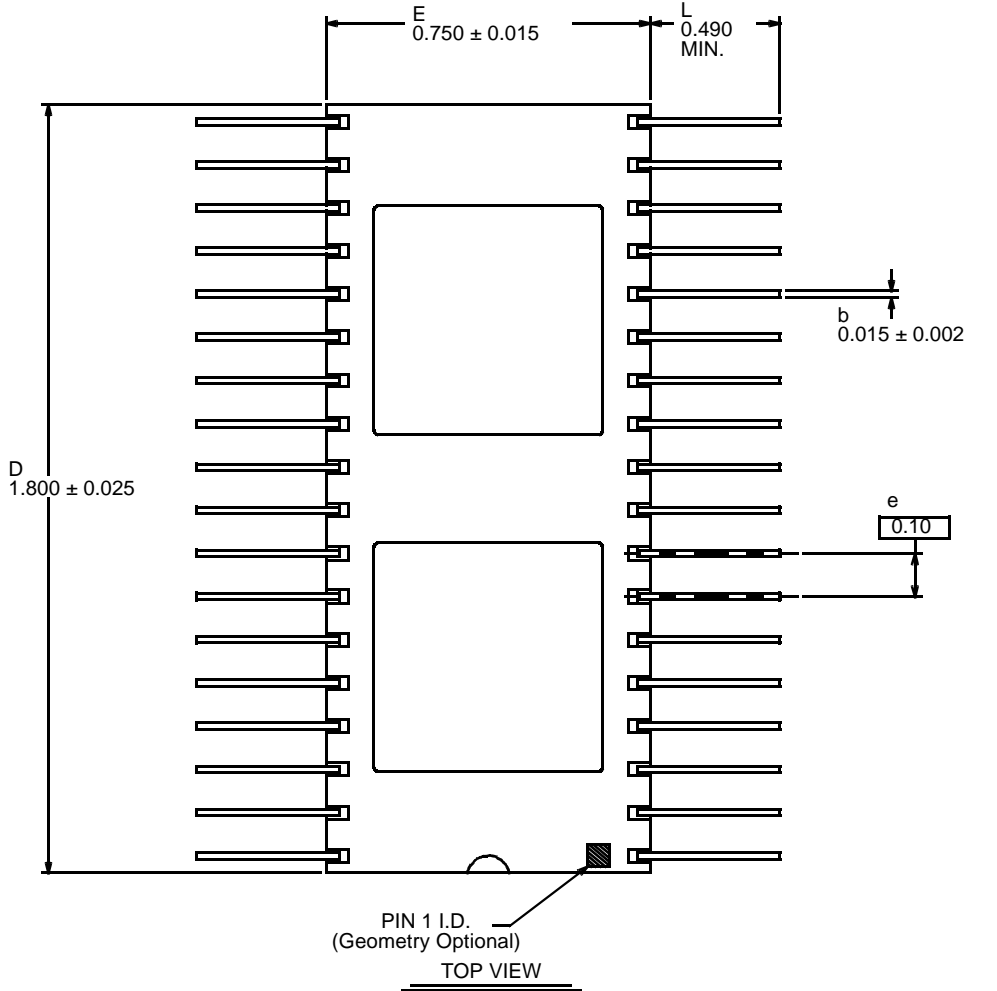 E
0.750 ± 0.015
L
0.490
MIN.
b
0.015 ± 0.002
D
1.800 ± 0.025
e
0.10
PIN 1 I.D.
(Geometry Optional)
TOP VIEW